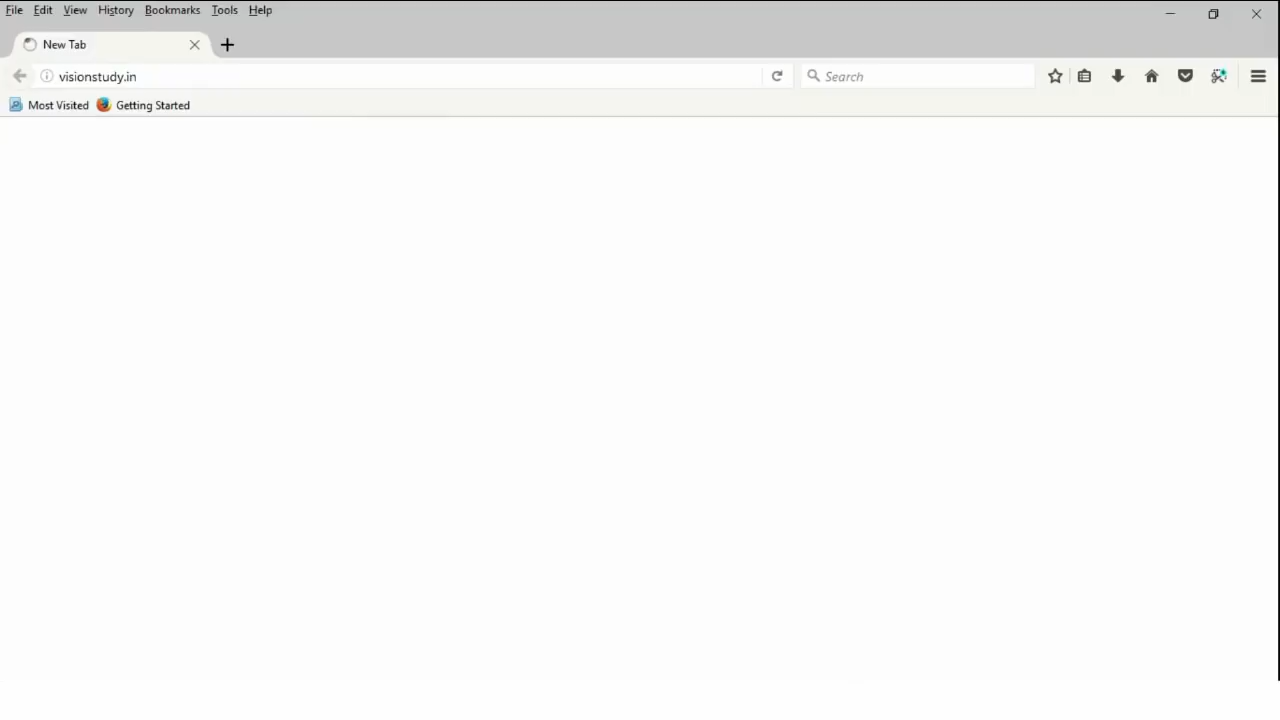 File Edit View History Bookmarks Tools Help
New Tab
visionstudy.in Search
Most Visited Getting Started